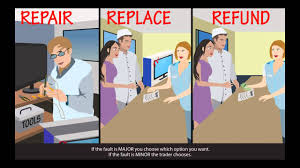 REPAIR REPLACE REFUND
TOOLS
If the fault is MAJOR you choose which option you want.
If the fault is MINOR the trader chooses.